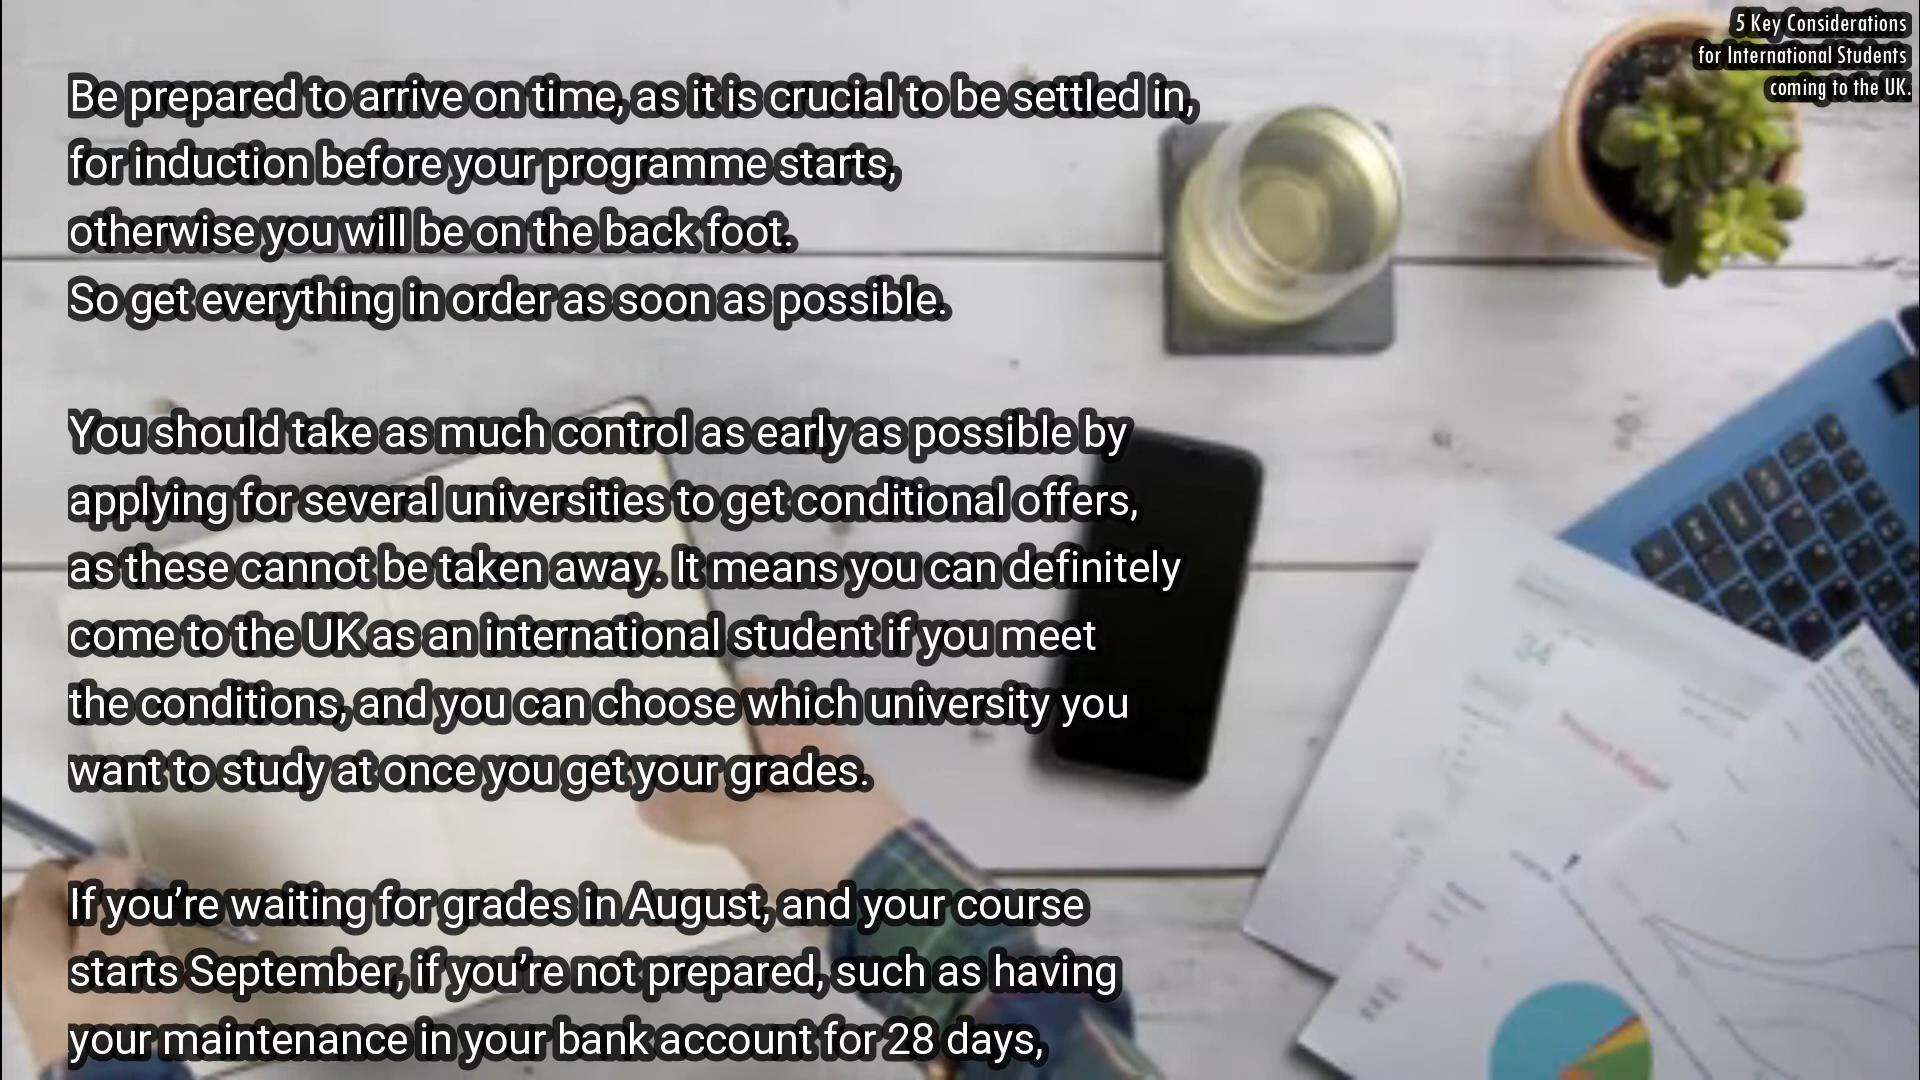 5 Key Considerations
for International Students
coming to the UK.
Be prepared to arrive on time, as it is crucial to be settled in,
for induction before your programme starts,
otherwise you will be on the back foot.
So get everything in order as soon as possible.
You should take as much control as early as possible by
applying for several universities to get conditional offers,
as these cannot be taken away. It means you can definitely
come to the UK as an international student if you meet
the conditions, and you can choose which university you
want to study at once you get your grades.
If you’re waiting for grades in August, and your course
starts September, if you’re not prepared, such as having
your maintenance in your bank account for 28 days,
34
Project Budget